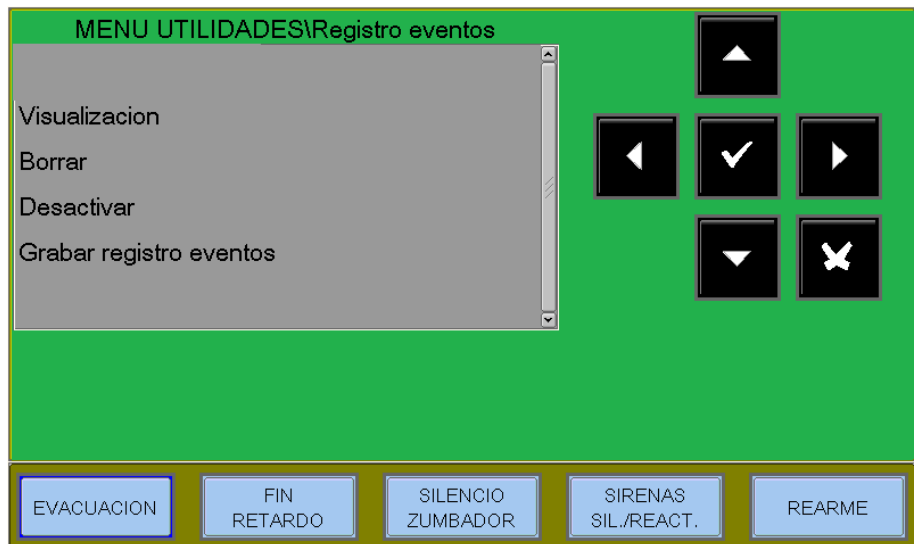 MENU UTILIDADES\Registro eventos
Visualizacion
Borrar
Desactivar
Grabar registro eventos
EVACUACION
FIN
RETARDO
SILENCIO
ZUMBADOR
SIRENAS
SIL./REACT.
REARME